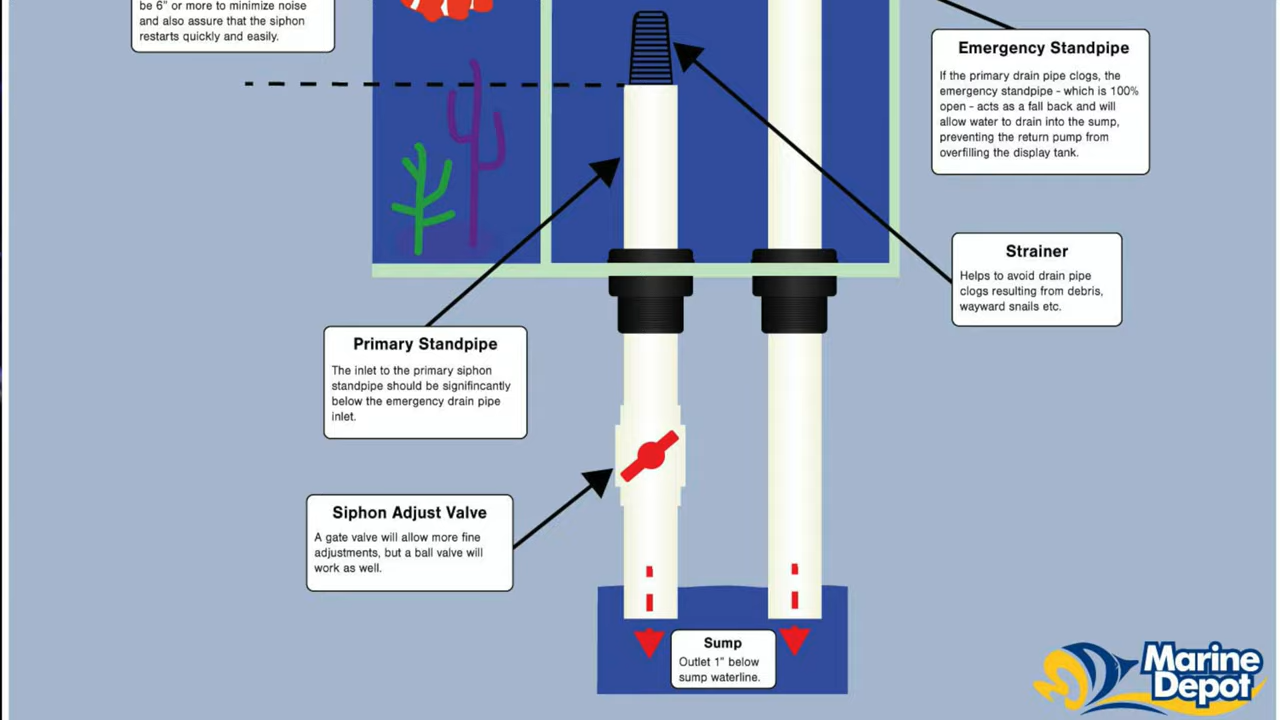 be 6” or more to minimize noise
and also assure that the siphon
restarts quickly and easily.
Emergency Standpipe
If the primary drain pipe clogs, the
emergency standpipe - which is 100%
open - acts as a fall back and will
allow water to drain into the sump,
preventing the return pump from
overfilling the display tank.
Strainer
Helps to avoid drain pipe
clogs resulting from debris,
wayward snails etc.
Primary Standpipe
The inlet to the primary siphon
standpipe should be signifincantly
below the emergency drain pipe
inlet.
Siphon Adjust Valve
A gate valve will allow more fine
adjustments, but a ball valve will
work as well.
Sump
Outlet 1” below
sump waterline.
Marine
Depot